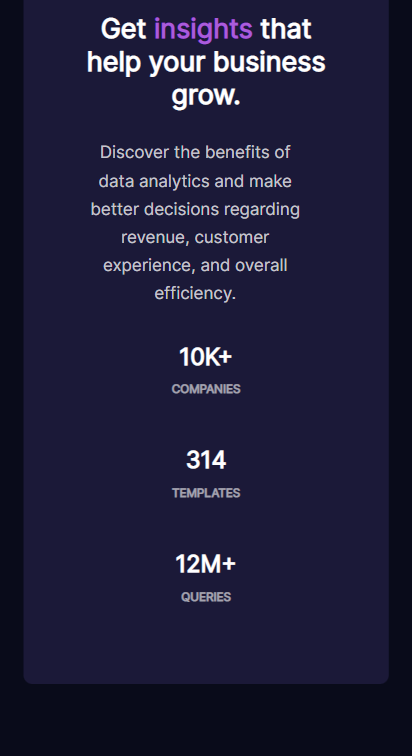 Get insights that
help your business
grow.
Discover the benefits of
data analytics and make
better decisions regarding
revenue, customer
experience, and overall
efficiency.
10K+
COMPANIES
314
TEMPLATES
12M+
QUERIES